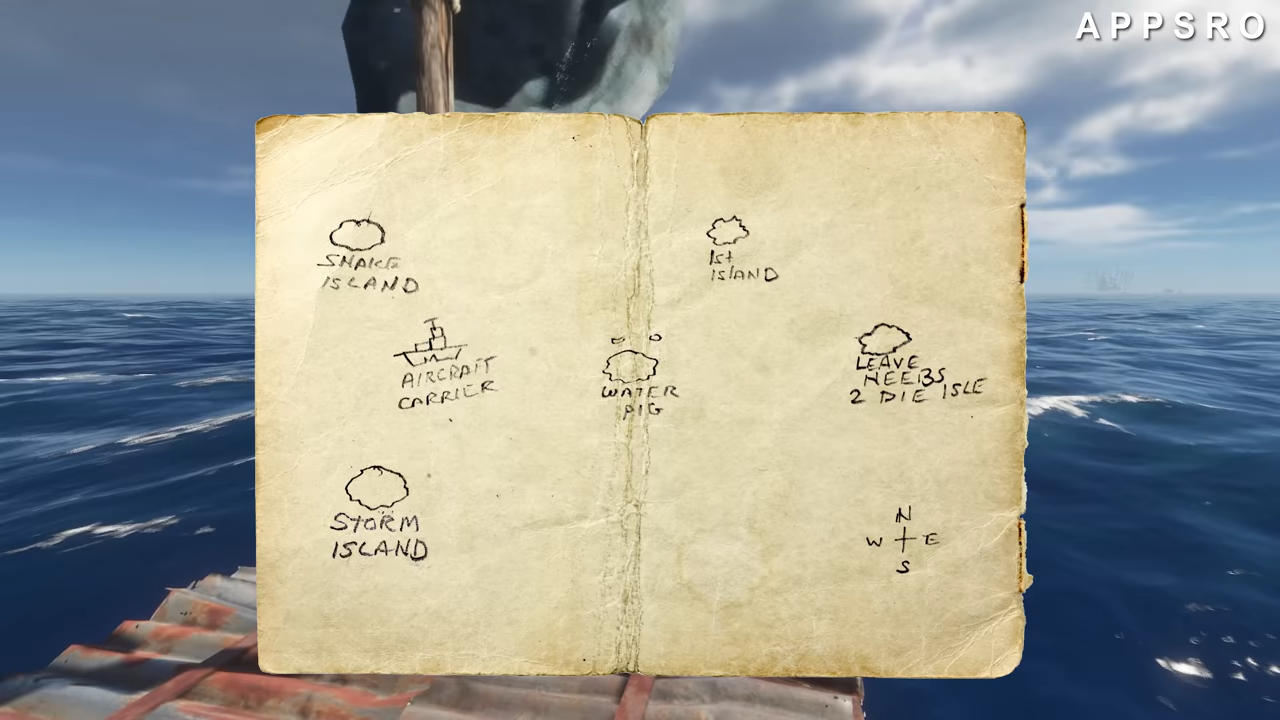 APPSRO
SNAKE
ISLAND
1st
ISLAND
AIRCRAFT
CARRIER
WATER
PIG
LEAVE
NEEBS
2 DIE ISLE
STORM
ISLAND
N
W E
S